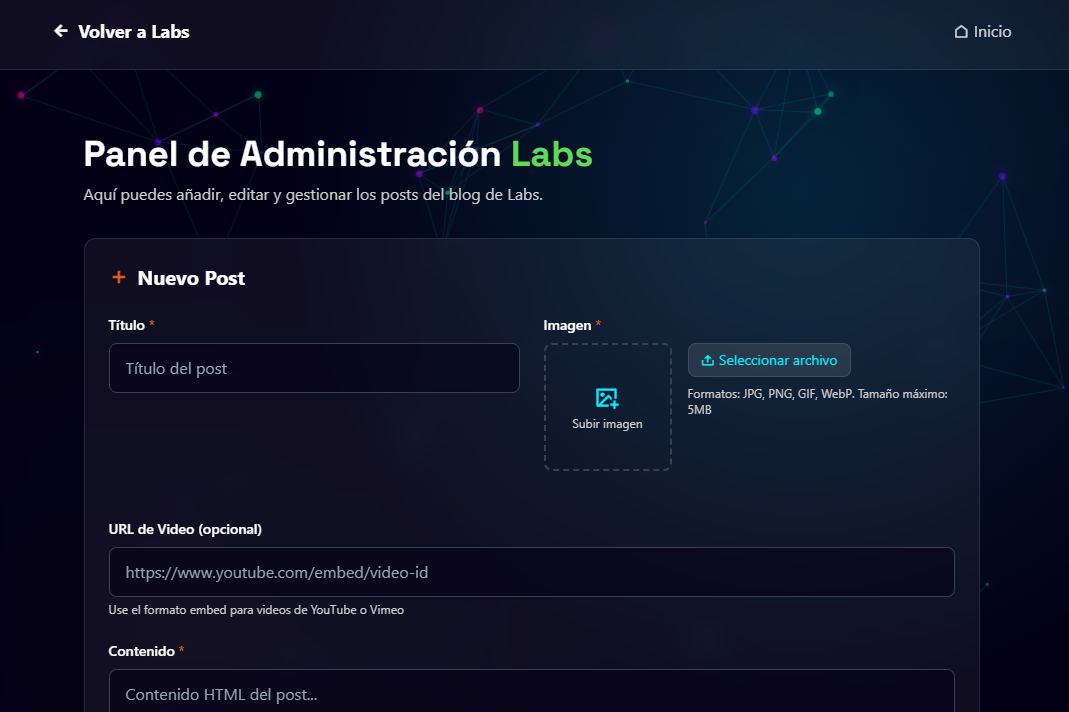 Volver a Labs
Inicio
Panel de Administración Labs
Aquí puedes añadir, editar y gestionar los posts del blog de Labs.
+ Nuevo Post
Título *
Título del post
Imagen *
Subir imagen
Seleccionar archivo
Formatos: JPG, PNG, GIF, WebP. Tamaño máximo:
5MB
URL de Video (opcional)
https://www.youtube.com/embed/video-id
Use el formato embed para videos de YouTube o Vimeo
Contenido *
Contenido HTML del post...